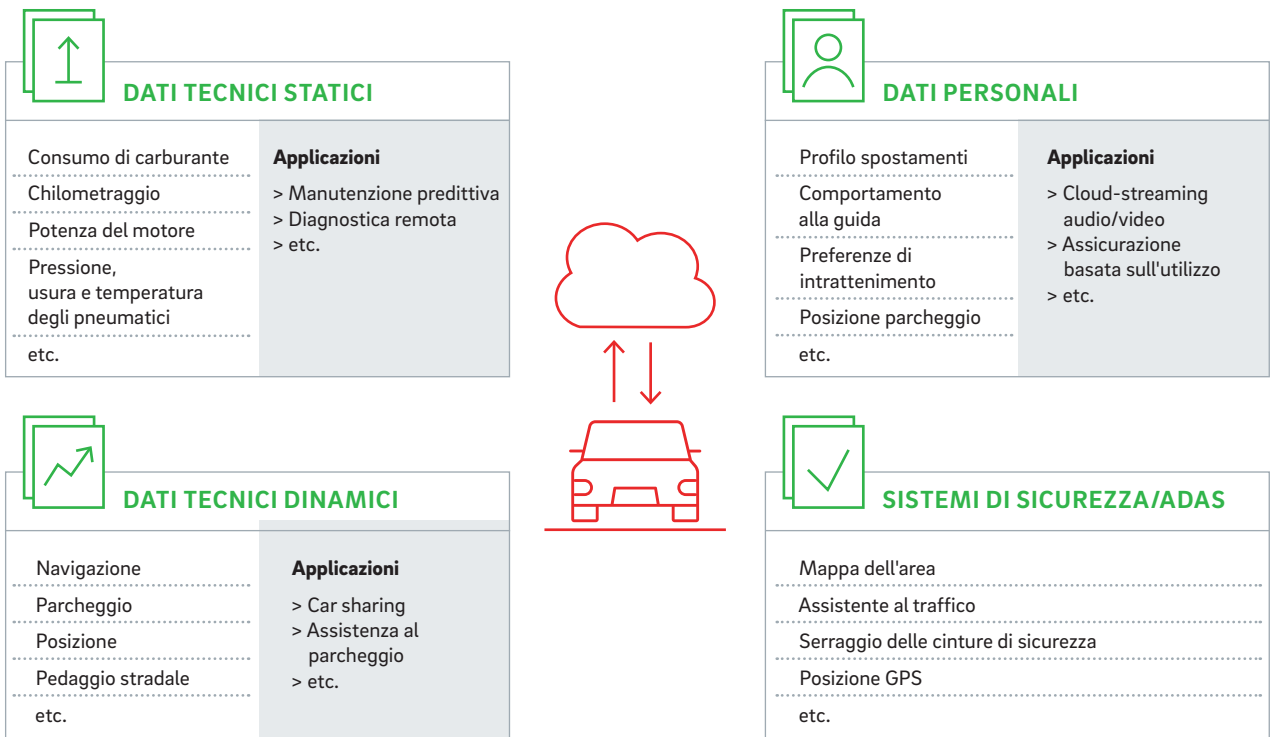 DATI TECNICI STATICI
Consumo di carburante
Chilometraggio
Potenza del motore
Pressione,
usura e temperatura
degli pneumatici
etc.
Applicazioni
> Manutenzione predittiva
> Diagnostica remota
> etc.
DATI PERSONALI
Profilo spostamenti
Comportamento
alla guida
Preferenze di
intrattenimento
Posizione parcheggio
etc.
Applicazioni
> Cloud-streaming
audio/video
> Assicurazione
basata sull'utilizzo
> etc.
DATI TECNICI DINAMICI
Navigazione
Parcheggio
Posizione
Pedaggio stradale
etc.
Applicazioni
> Car sharing
> Assistenza al
parcheggio
> etc.
SISTEMI DI SICUREZZA/ADAS
Mappa dell'area
Assistente al traffico
Serraggio delle cinture di sicurezza
Posizione GPS
etc.